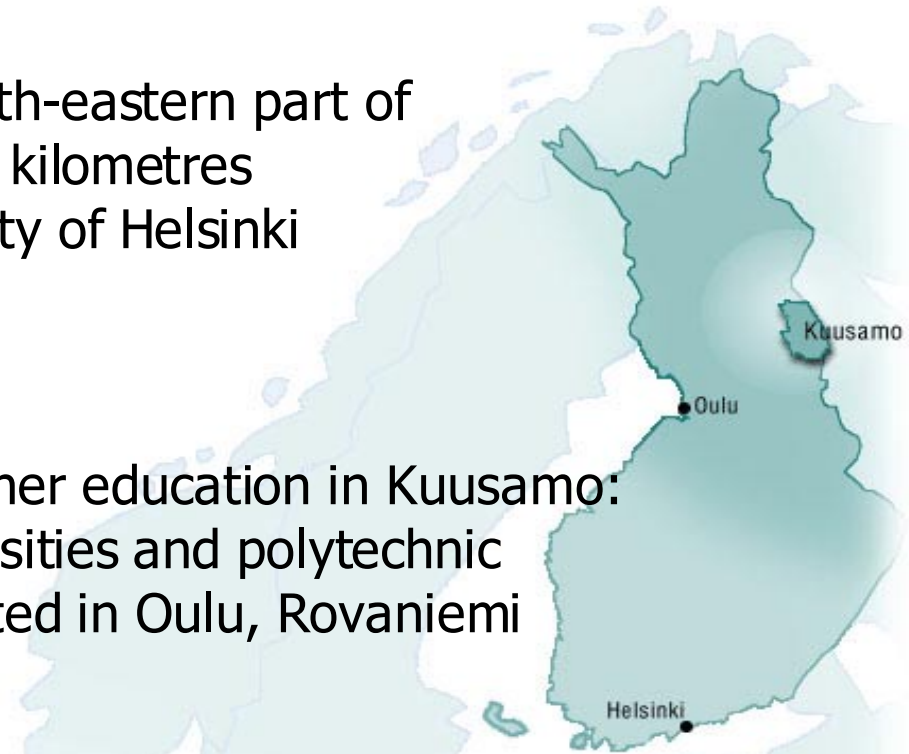 th-eastern part of
kilometres
ty of Helsinki
Kuusamo
Oulu
ner education in Kuusamo:
sities and polytechnic
ted in Oulu, Rovaniemi
Helsinki